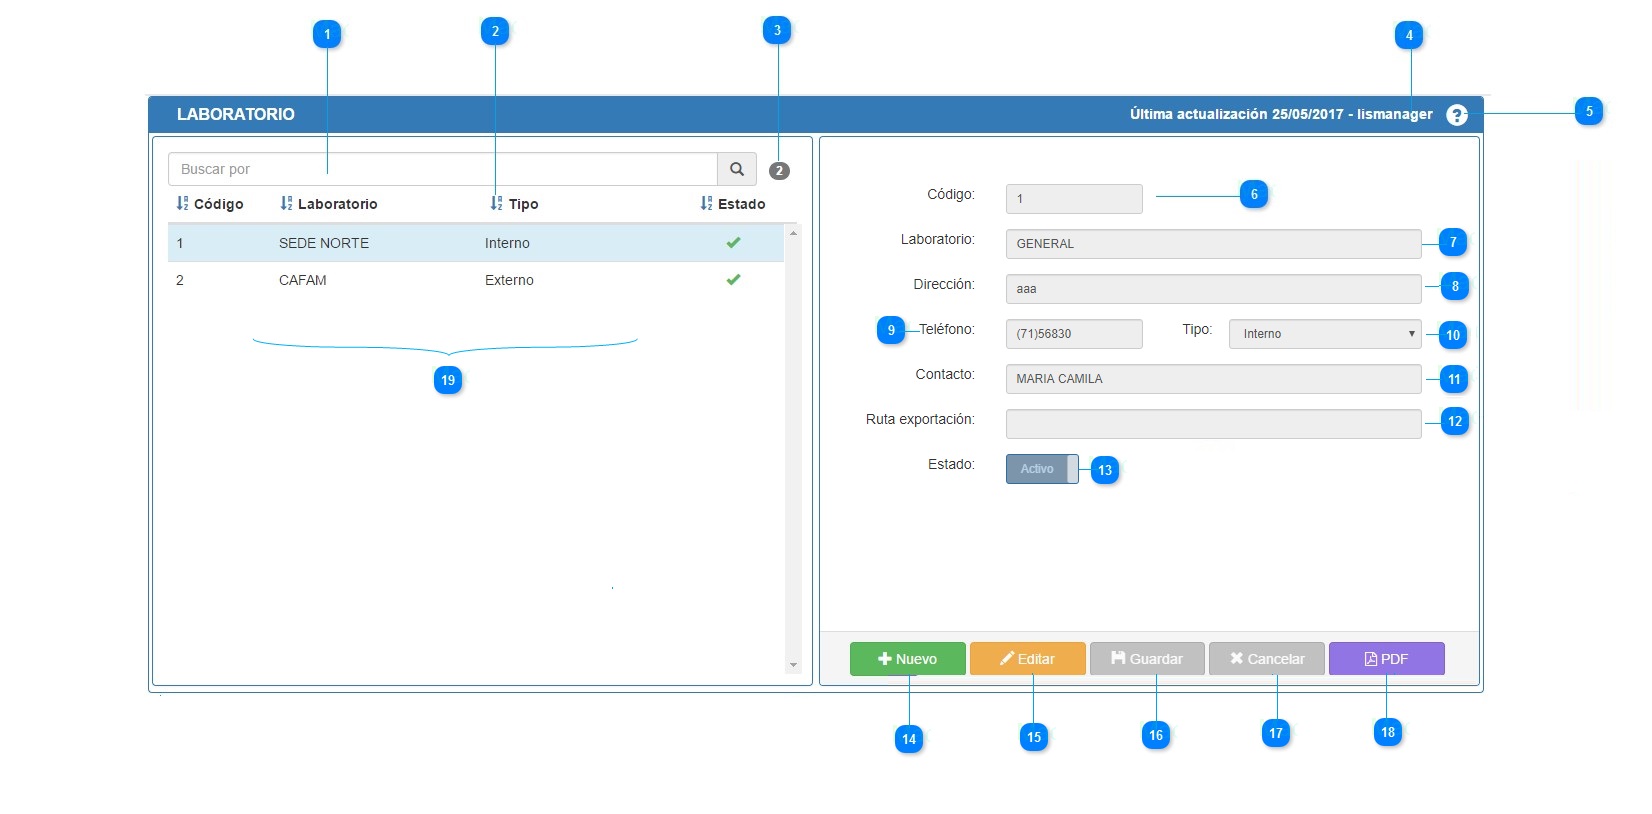 1
2
3
4
5
LABORATORIO
Última actualización 25/05/2017 - lismanager ?
Buscar por
2
Código Laboratorio Tipo Estado
1 SEDE NORTE Interno
2 CAFAM Externo
19
Código: 1
6
Laboratorio: GENERAL
7
Dirección: aaa
8
9
Teléfono: (71)56830
Tipo: Interno
10
Contacto: MARIA CAMILA
11
Ruta exportación:
12
Estado: Activo
13
Nuevo Editar Guardar Cancelar PDF
14
15
16
17
18